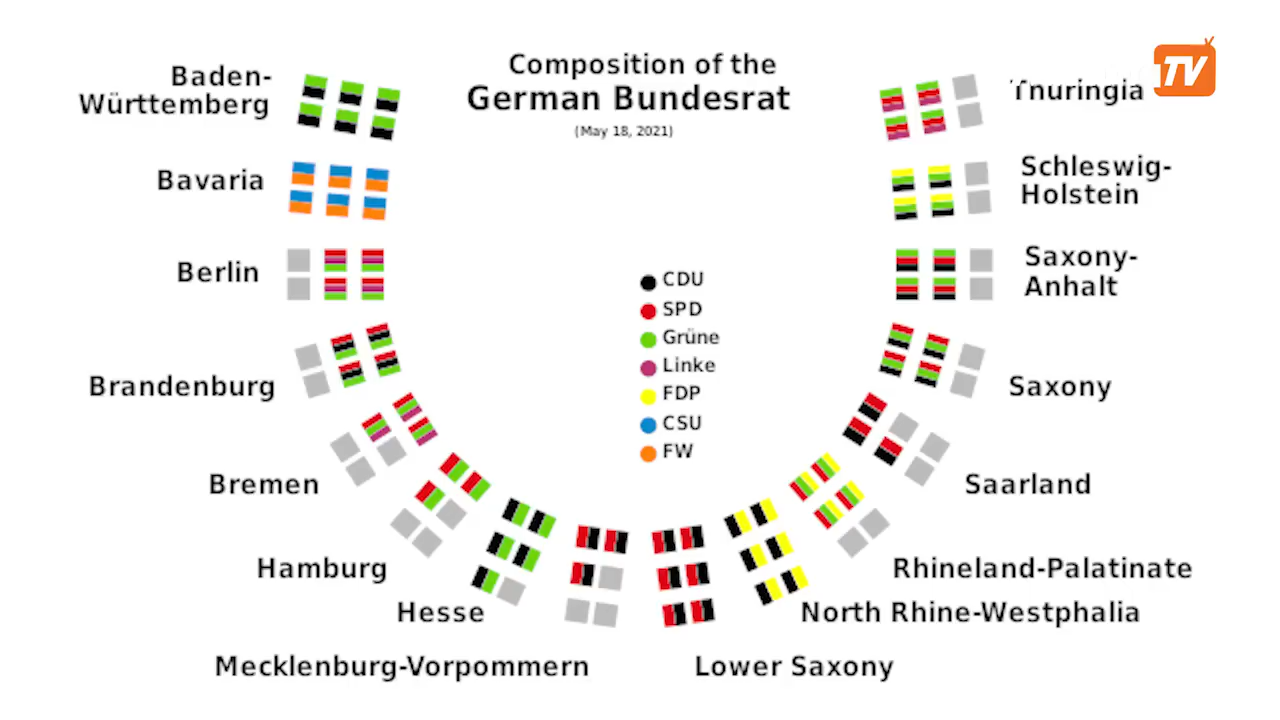 Composition of the
German Bundesrat
(May 18, 2021)
TV
Baden-
Württemberg
Bavaria
Berlin
Brandenburg
Bremen
Hamburg
Hesse
Mecklenburg-Vorpommern
Lower Saxony
North Rhine-Westphalia
Rhineland-Palatinate
Saarland
Saxony
Saxony-
Anhalt
Schleswig-
Holstein
Thuringia
CDU
SPD
Grüne
Linke
FDP
CSU
FW